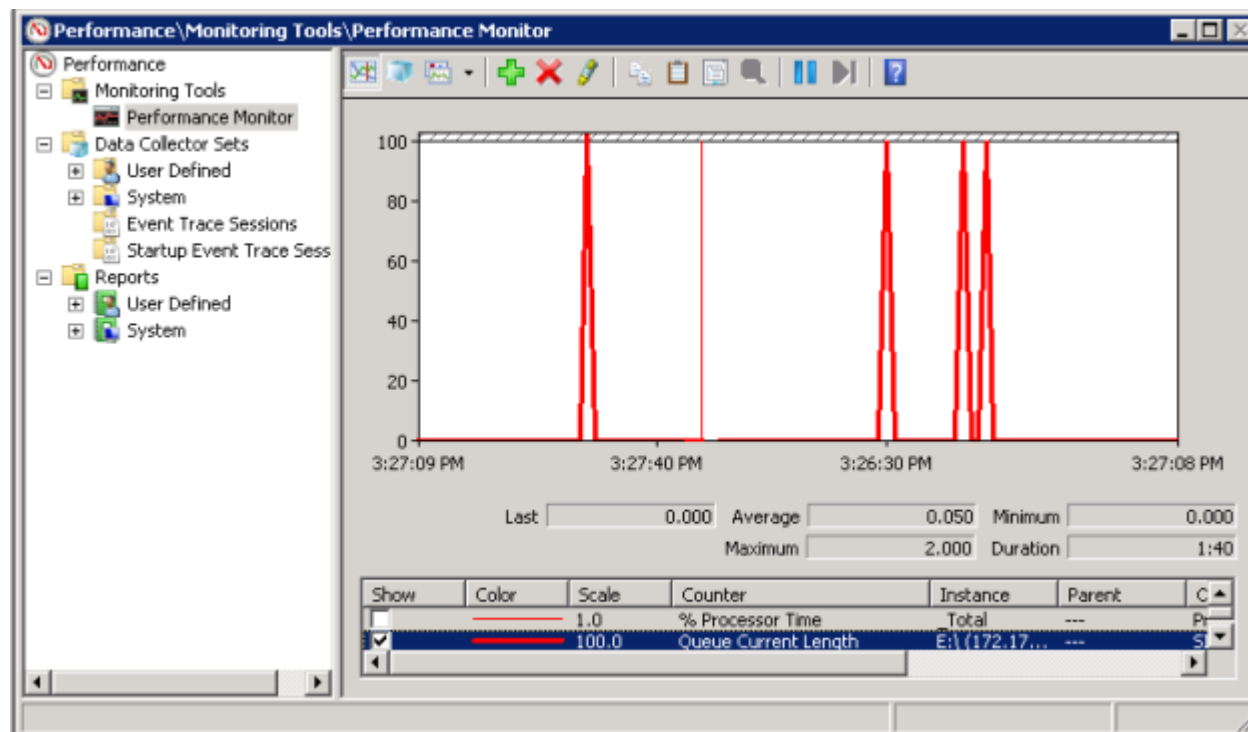 Performance\Monitoring Tools\Performance Monitor
Performance
Monitoring Tools
Performance Monitor
Data Collector Sets
User Defined
System
Event Trace Sessions
Startup Event Trace Sess
Reports
User Defined
System
100
80
60
40
20
0
3:27:09 PM 3:27:40 PM 3:26:30 PM 3:27:08 PM
Last 0.000 Average 0.050 Minimum 0.000
Maximum 2.000 Duration 1:40
Show Color Scale Counter Instance Parent C
1.0 % Processor Time _Total --- Pr
100.0 Queue Current Length E:\ (172.17... --- S